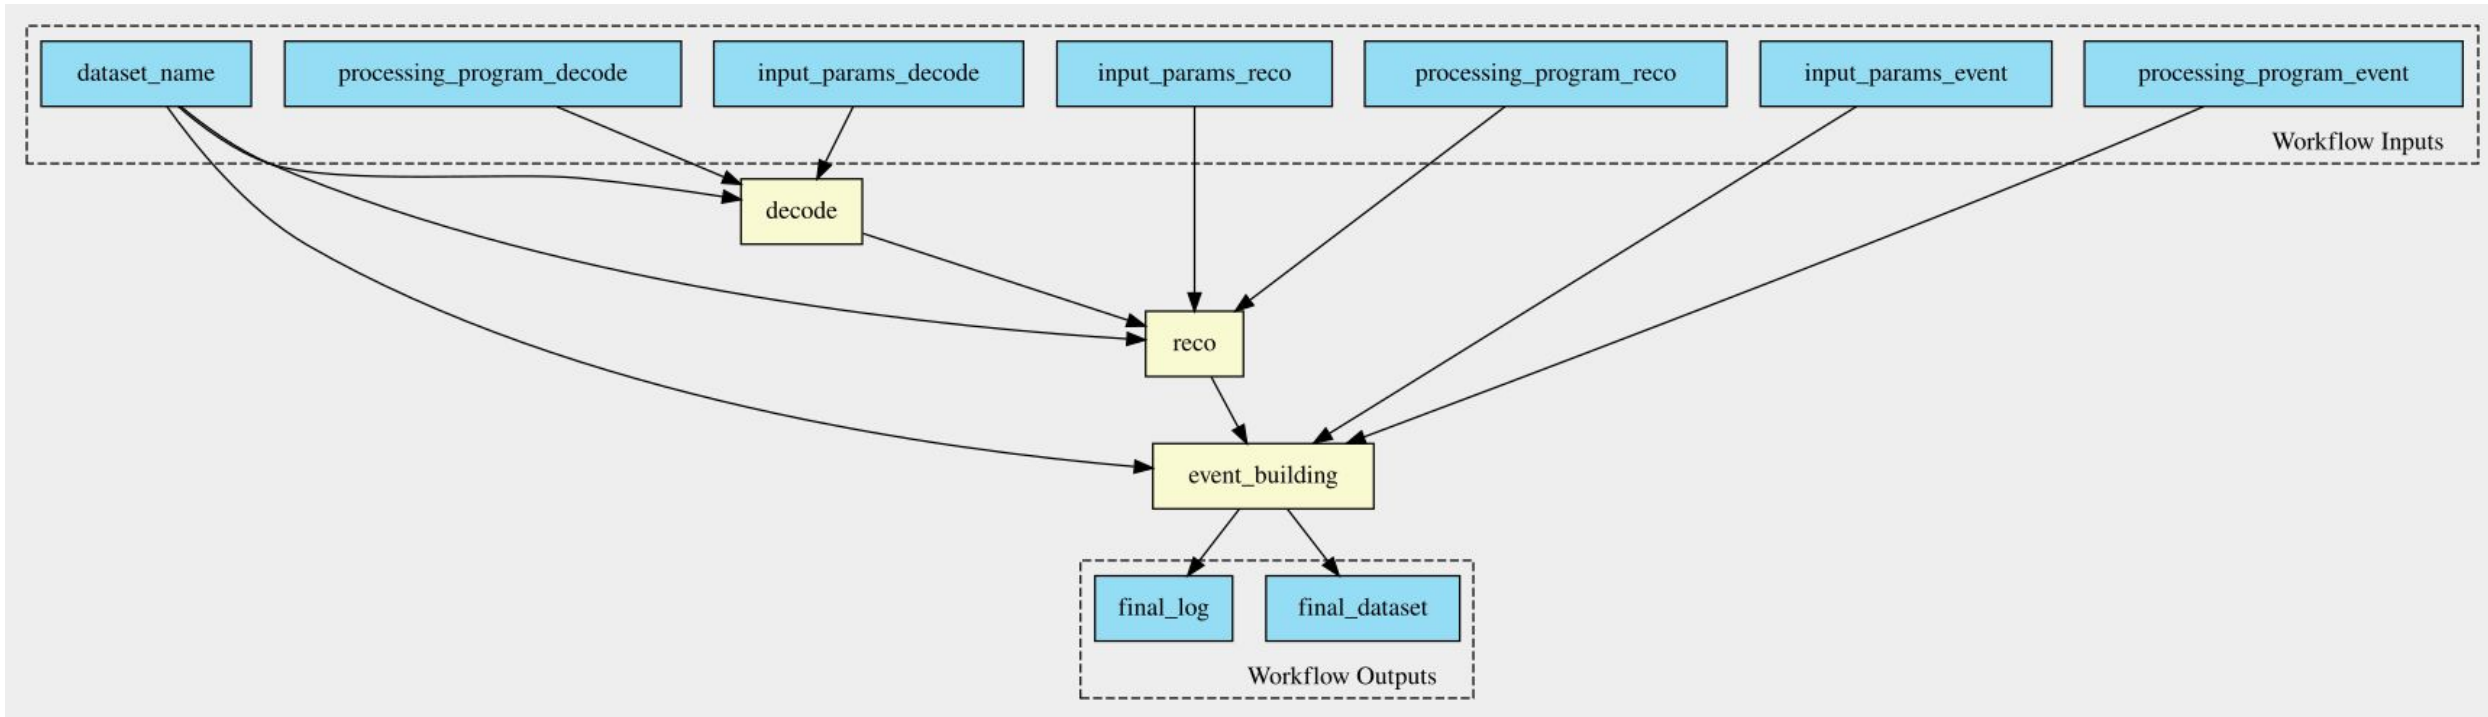 dataset_name
processing_program_decode
input_params_decode
input_params_reco
processing_program_reco
input_params_event
processing_program_event
Workflow Inputs
decode
reco
event_building
final_log
final_dataset
Workflow Outputs